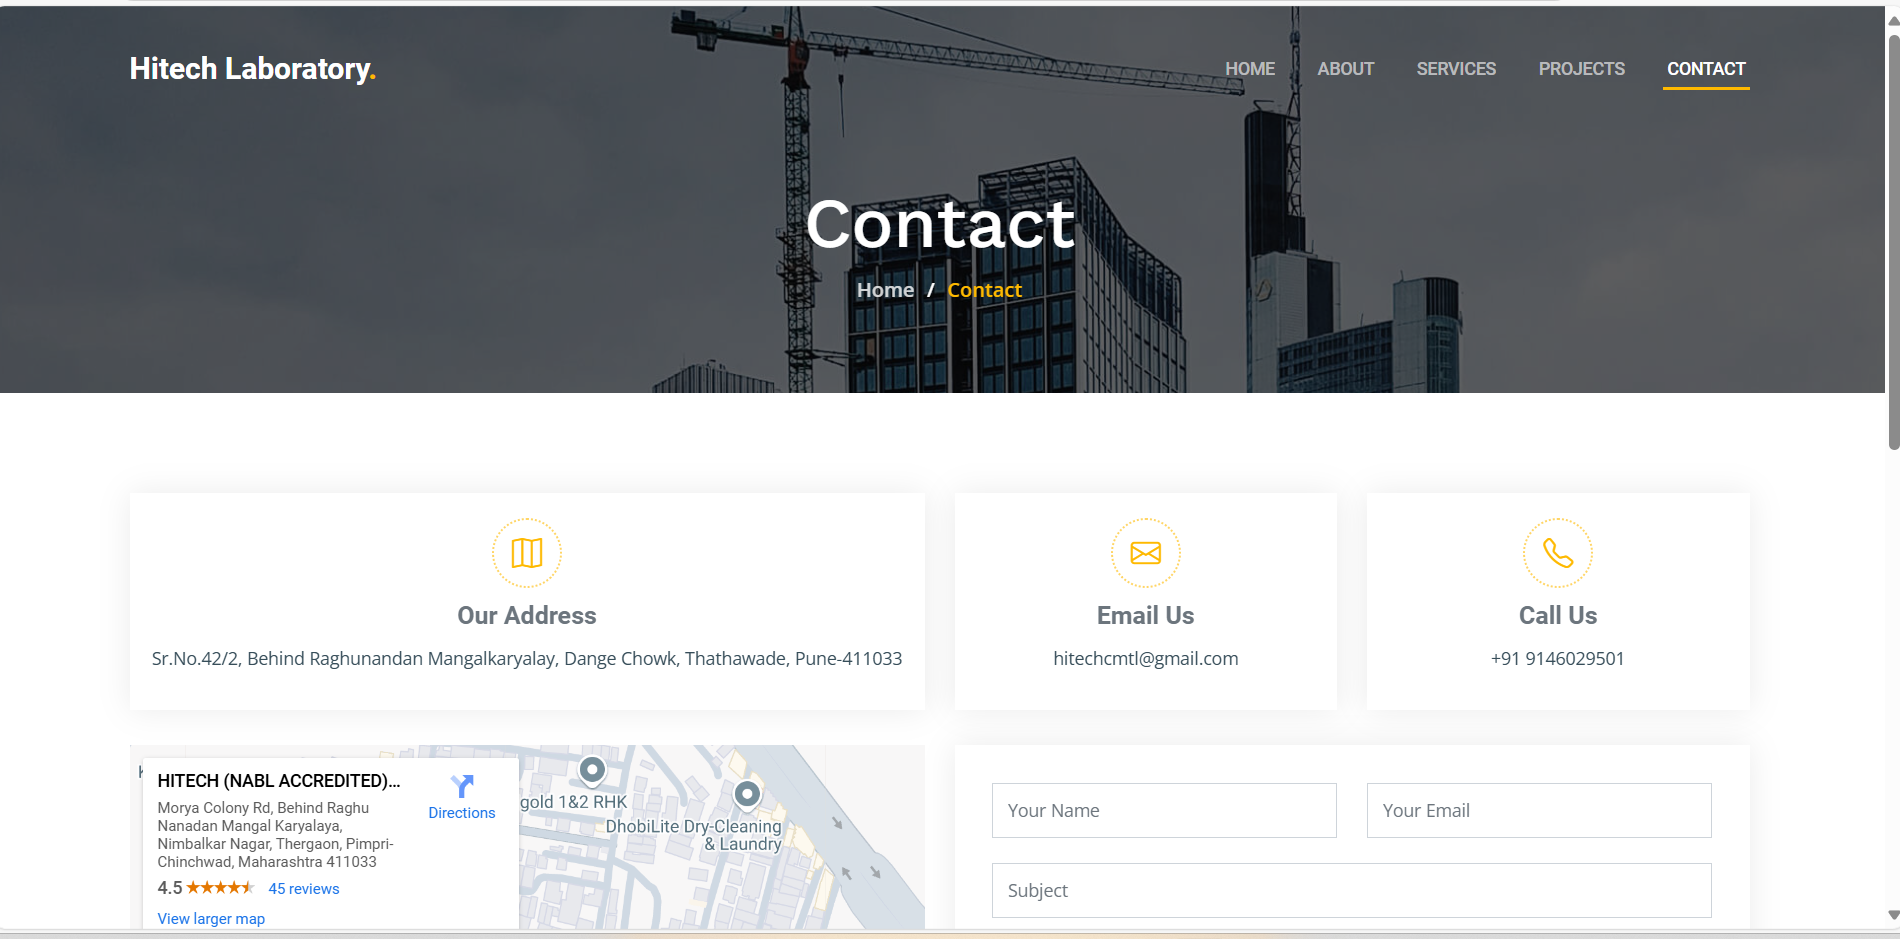 Hitech Laboratory.
HOME ABOUT SERVICES PROJECTS CONTACT
Contact
Home / Contact
Our Address
Sr.No.42/2, Behind Raghunandan Mangalkaryalay, Dange Chowk, Thathawade, Pune-411033
Email Us
hitechcmtl@gmail.com
Call Us
+91 9146029501
HITECH (NABL ACCREDITED)...
Morya Colony Rd, Behind Raghu
Nanadan Mangal Karyalaya,
Nimbalkar Nagar, Thergaon, Pimpri-
Chinchwad, Maharashtra 411033
4.5 45 reviews
View larger map
Directions
gold 1&2 RHK
DhobiLite Dry-Cleaning
& Laundry
Your Name
Your Email
Subject